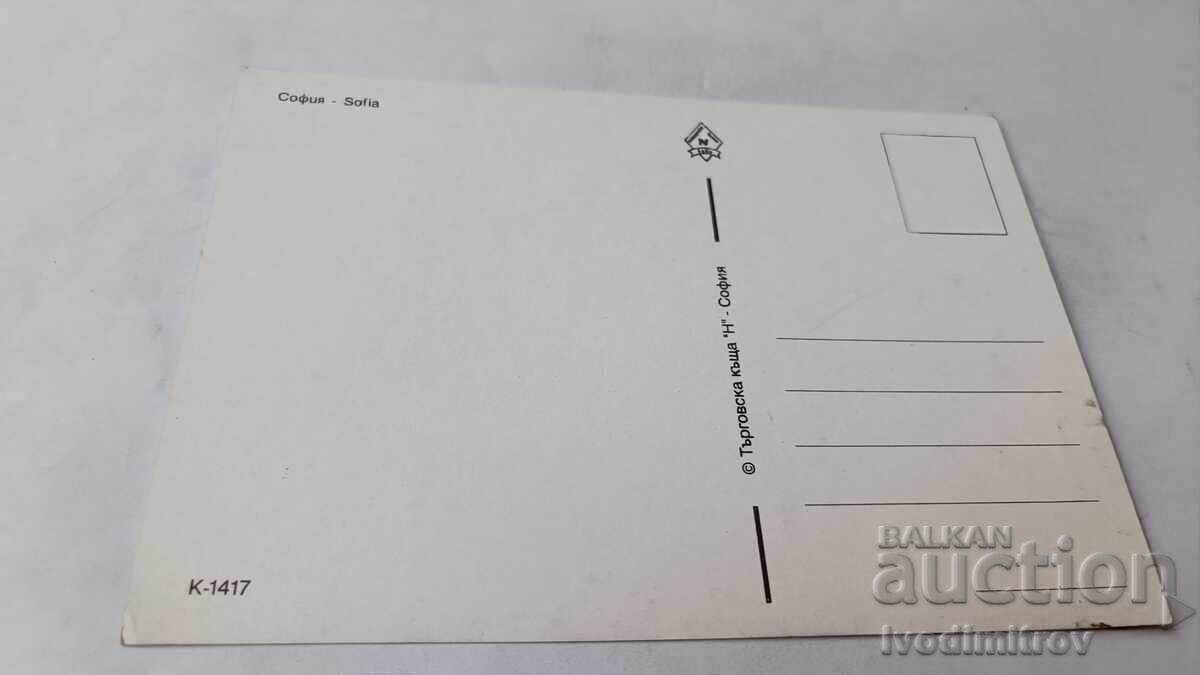 София - Sofia
N
© Търговска къща "Н" - София
K-1417
BALKAN
auction
Ivodimitrov